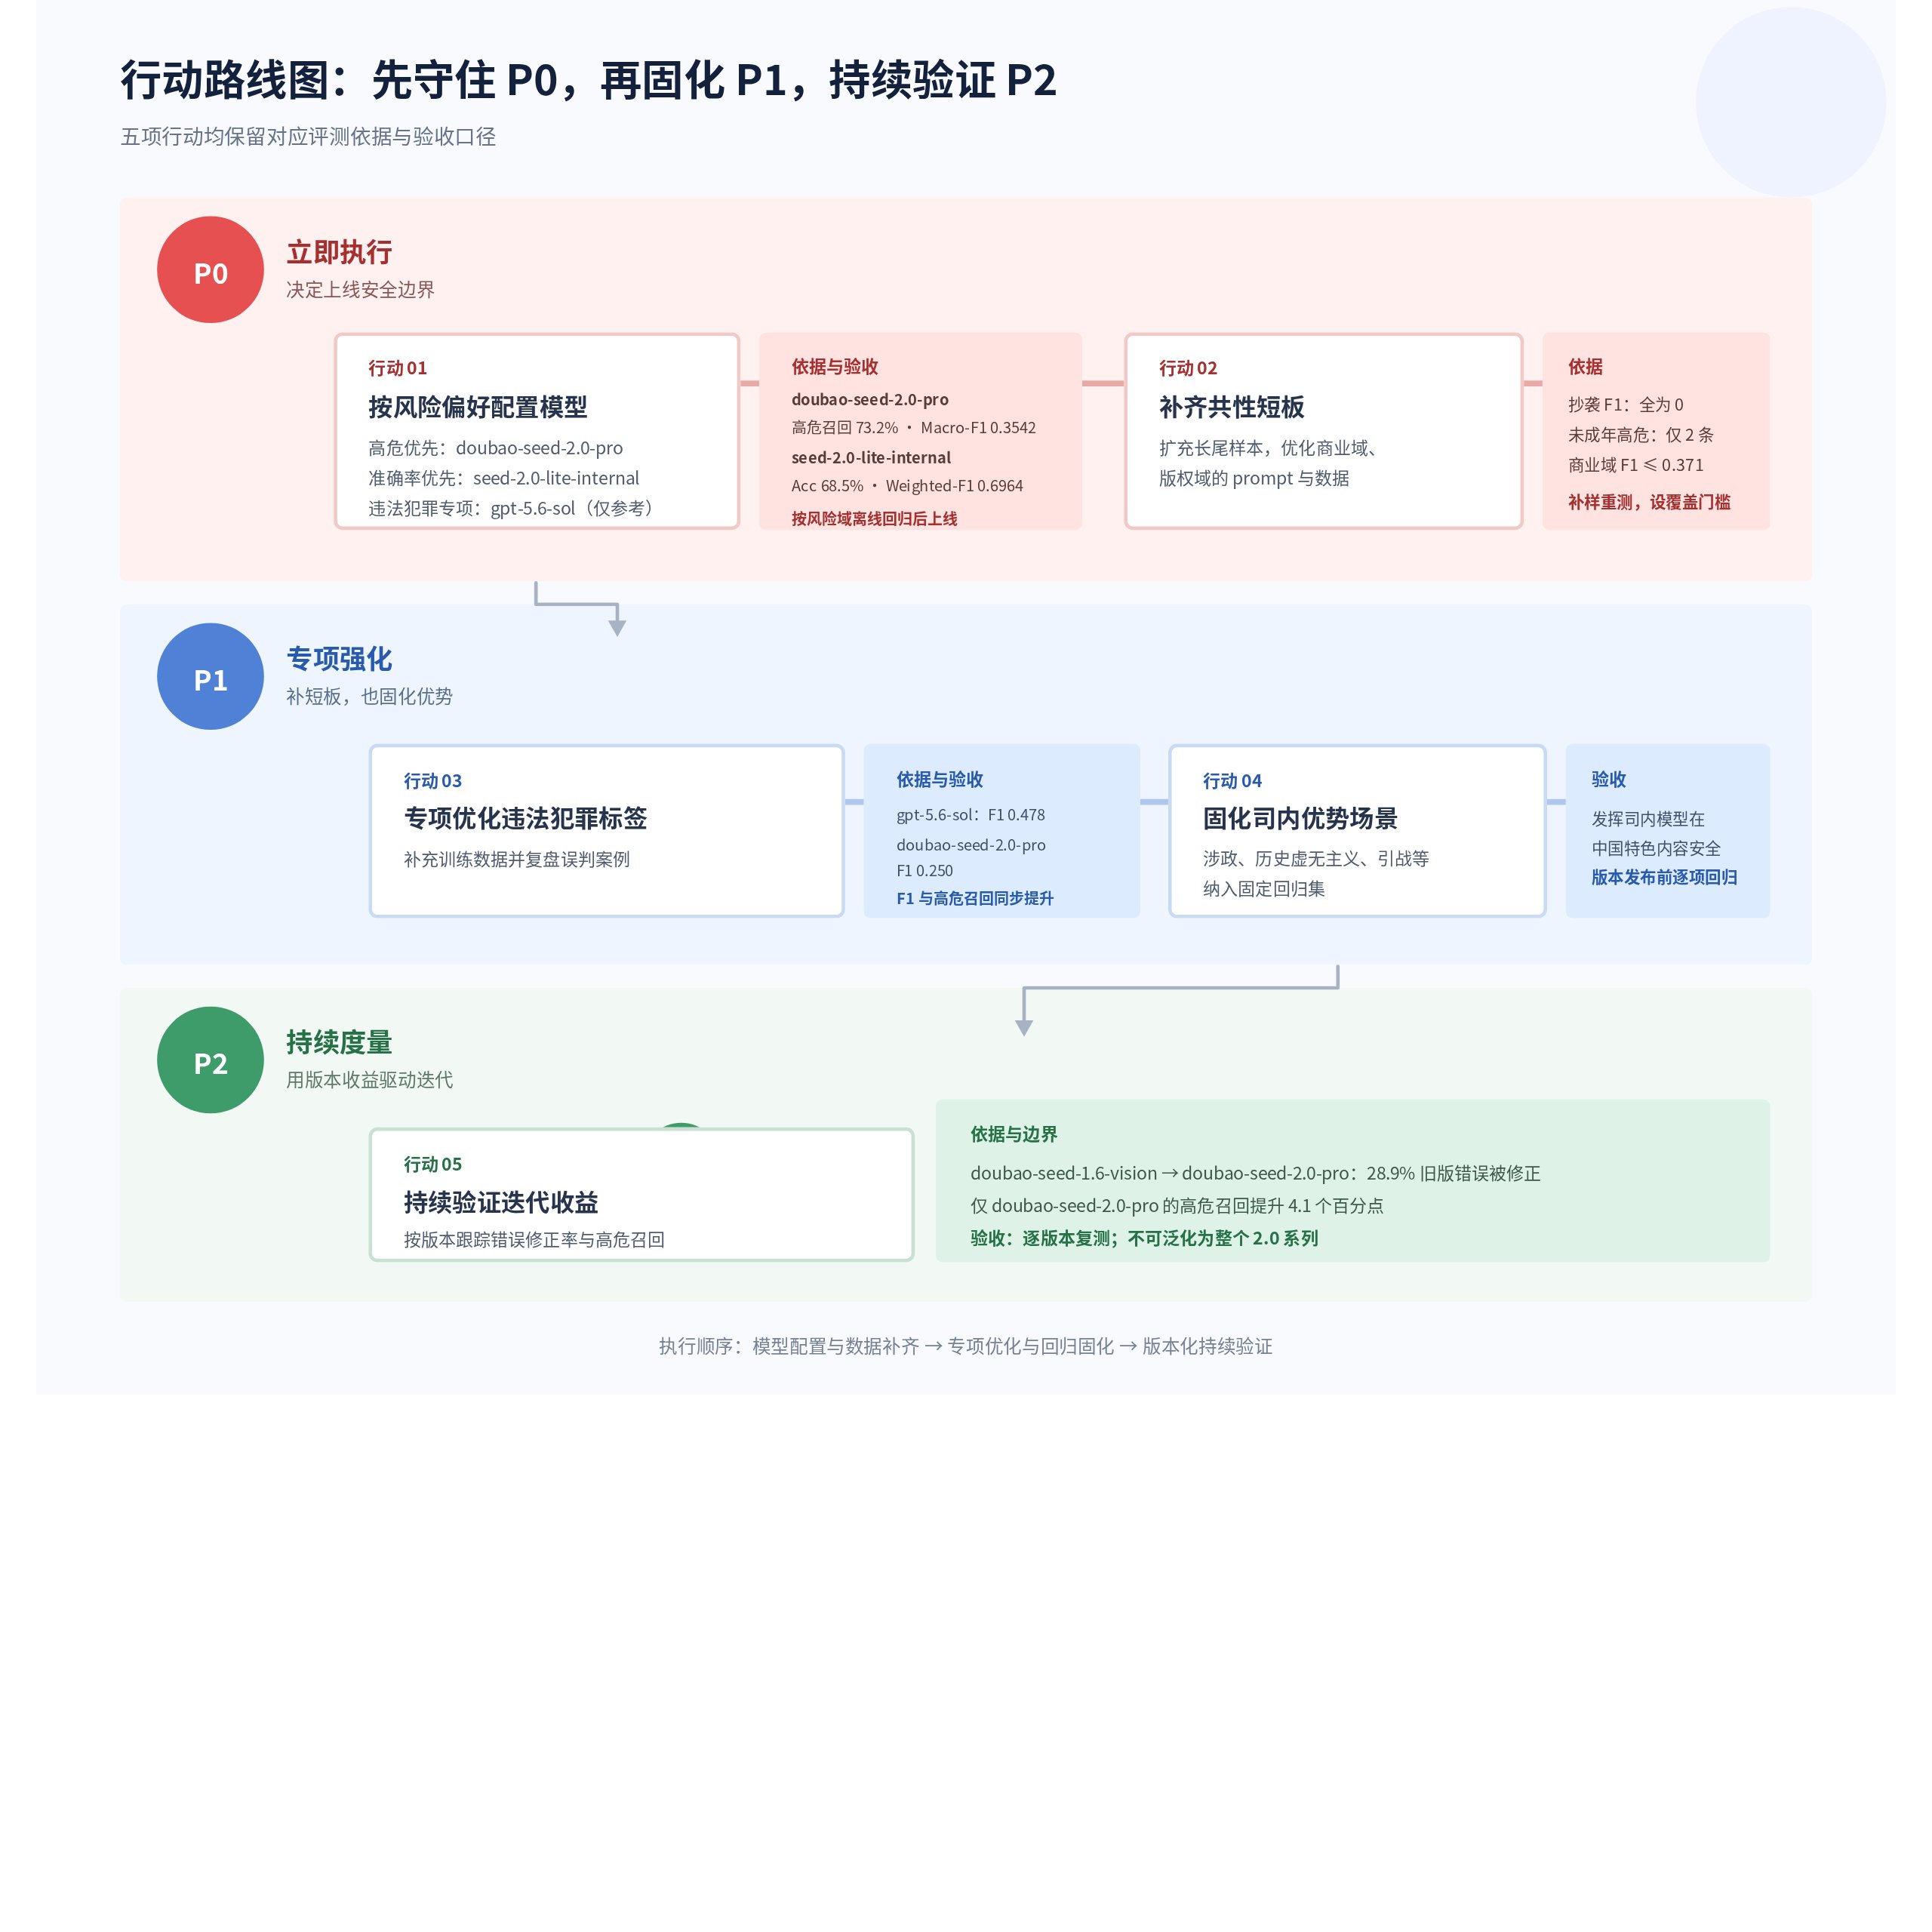 行动路线图：先守住 P0，再固化 P1，持续验证 P2
五项行动均保留对应评测依据与验收口径
P0
立即执行
决定上线安全边界
行动 01
按风险偏好配置模型
高危优先：doubao-seed-2.0-pro
准确率优先：seed-2.0-lite-internal
违法犯罪专项：gpt-5.6-sol（仅参考）
依据与验收
doubao-seed-2.0-pro
高危召回 73.2% · Macro-F1 0.3542
seed-2.0-lite-internal
Acc 68.5% · Weighted-F1 0.6964
按风险域离线回归后上线
行动 02
补齐共性短板
扩充长尾样本，优化商业域、
版权域的 prompt 与数据
依据
抄袭 F1：全为 0
未成年高危：仅 2 条
商业域 F1 ≤ 0.371
补样重测，设覆盖门槛
P1
专项强化
补短板，也固化优势
行动 03
专项优化违法犯罪标签
补充训练数据并复盘误判案例
依据与验收
gpt-5.6-sol：F1 0.478
doubao-seed-2.0-pro
F1 0.250
F1 与高危召回同步提升
行动 04
固化司内优势场景
涉政、历史虚无主义、引战等
纳入固定回归集
验收
发挥司内模型在
中国特色内容安全
版本发布前逐项回归
P2
持续度量
用版本收益驱动迭代
行动 05
持续验证迭代收益
按版本跟踪错误修正率与高危召回
依据与边界
doubao-seed-1.6-vision → doubao-seed-2.0-pro：28.9% 旧版错误被修正
仅 doubao-seed-2.0-pro 的高危召回提升 4.1 个百分点
验收：逐版本复测；不可泛化为整个 2.0 系列
执行顺序：模型配置与数据补齐 → 专项优化与回归固化 → 版本化持续验证